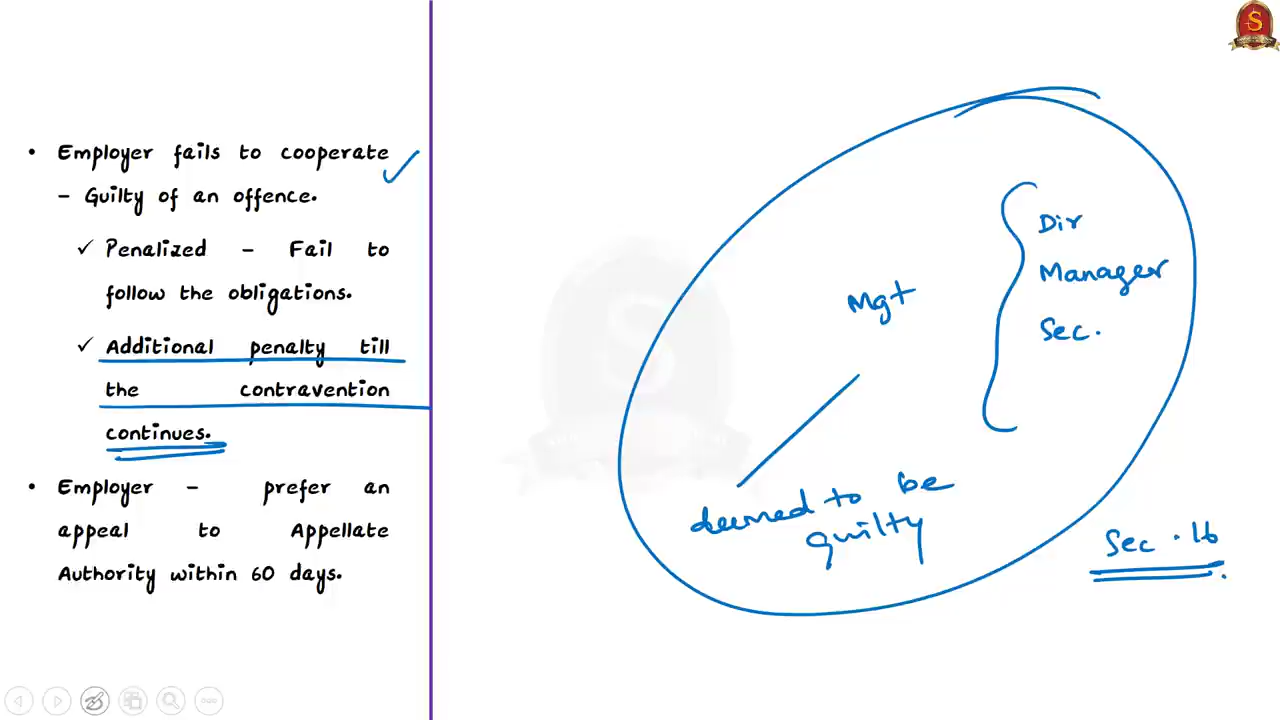 • Employer fails to cooperate
– Guilty of an offence.
✓ Penalized – Fail to
follow the obligations.
✓ Additional penalty till
the contravention
continues.
• Employer – prefer an
appeal to Appellate
Authority within 60 days.
Dir
Manager
Sec.
Mgt
deemed to be
guilty
Sec. 16
S